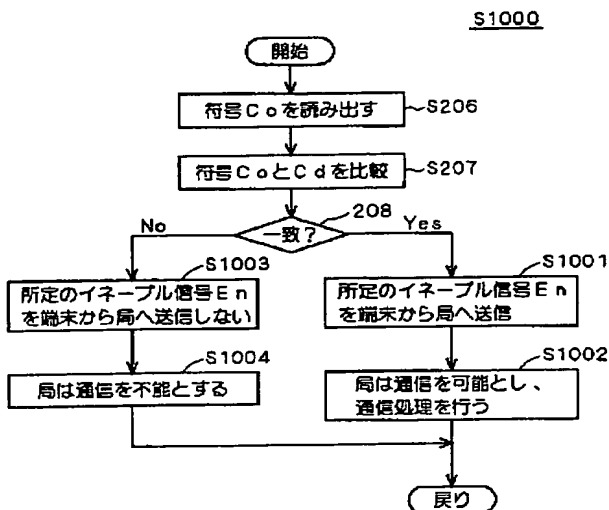 S1000
開始
符号Coを読み出す
S206
符号CoとCdを比較
S207
一致?
208
No
Yes
S1003
所定のイネーブル信号En
を端末から局へ送信しない
S1001
所定のイネーブル信号En
を端末から局へ送信
S1004
局は通信を不能とする
S1002
局は通信を可能とし、
通信処理を行う
戻り